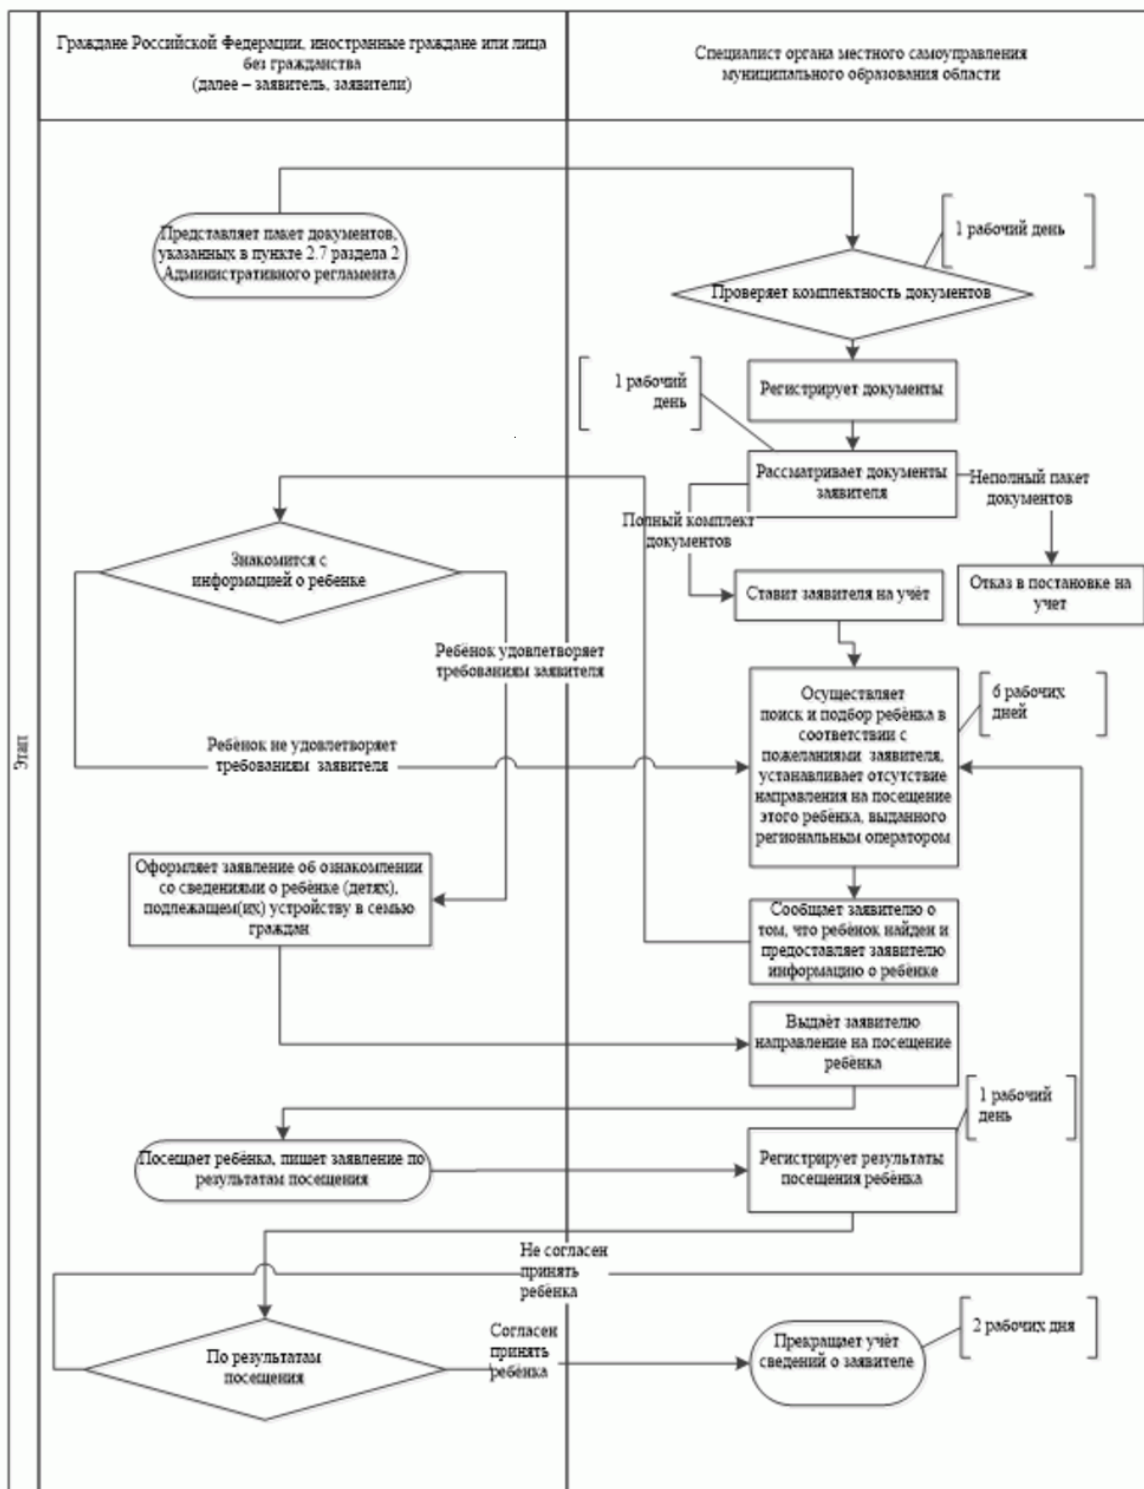 Граждане Российской Федерации, иностранные граждане или лица
без гражданства
(далее – заявитель, заявители)
Специалист органа местного самоуправления
муниципального образования области
Этап
Представляет пакет документов,
указанных в пункте 2.7 раздела 2
Административного регламента
1 рабочий день
Проверяет комплектность документов
Регистрирует документы
1 рабочий
день
Рассматривает документы
заявителя
Неполный пакет
документов
Полный комплект
документов
Знакомится с
информацией о ребенке
Ставит заявителя на учёт
Отказ в постановке на
учет
Ребёнок удовлетворяет
требованиям заявителя
Осуществляет
поиск и подбор ребёнка в
соответствии с
пожеланиями заявителя,
устанавливает отсутствие
направления на посещение
этого ребёнка, выданного
региональным оператором
6 рабочих
дней
Ребёнок не удовлетворяет
требованиям заявителя
Оформляет заявление об ознакомлении
со сведениями о ребёнке (детях),
подлежащем(их) устройству в семью
граждан
Сообщает заявителю о
том, что ребёнок найден и
предоставляет заявителю
информацию о ребёнке
Выдаёт заявителю
направление на посещение
ребёнка
1 рабочий
день
Посещает ребёнка, пишет заявление по
результатам посещения
Регистрирует результаты
посещения ребёнка
Не согласен
принять
ребёнка
По результатам
посещения
Согласен
принять
ребёнка
Прекращает учёт
сведений о заявителе
2 рабочих дня